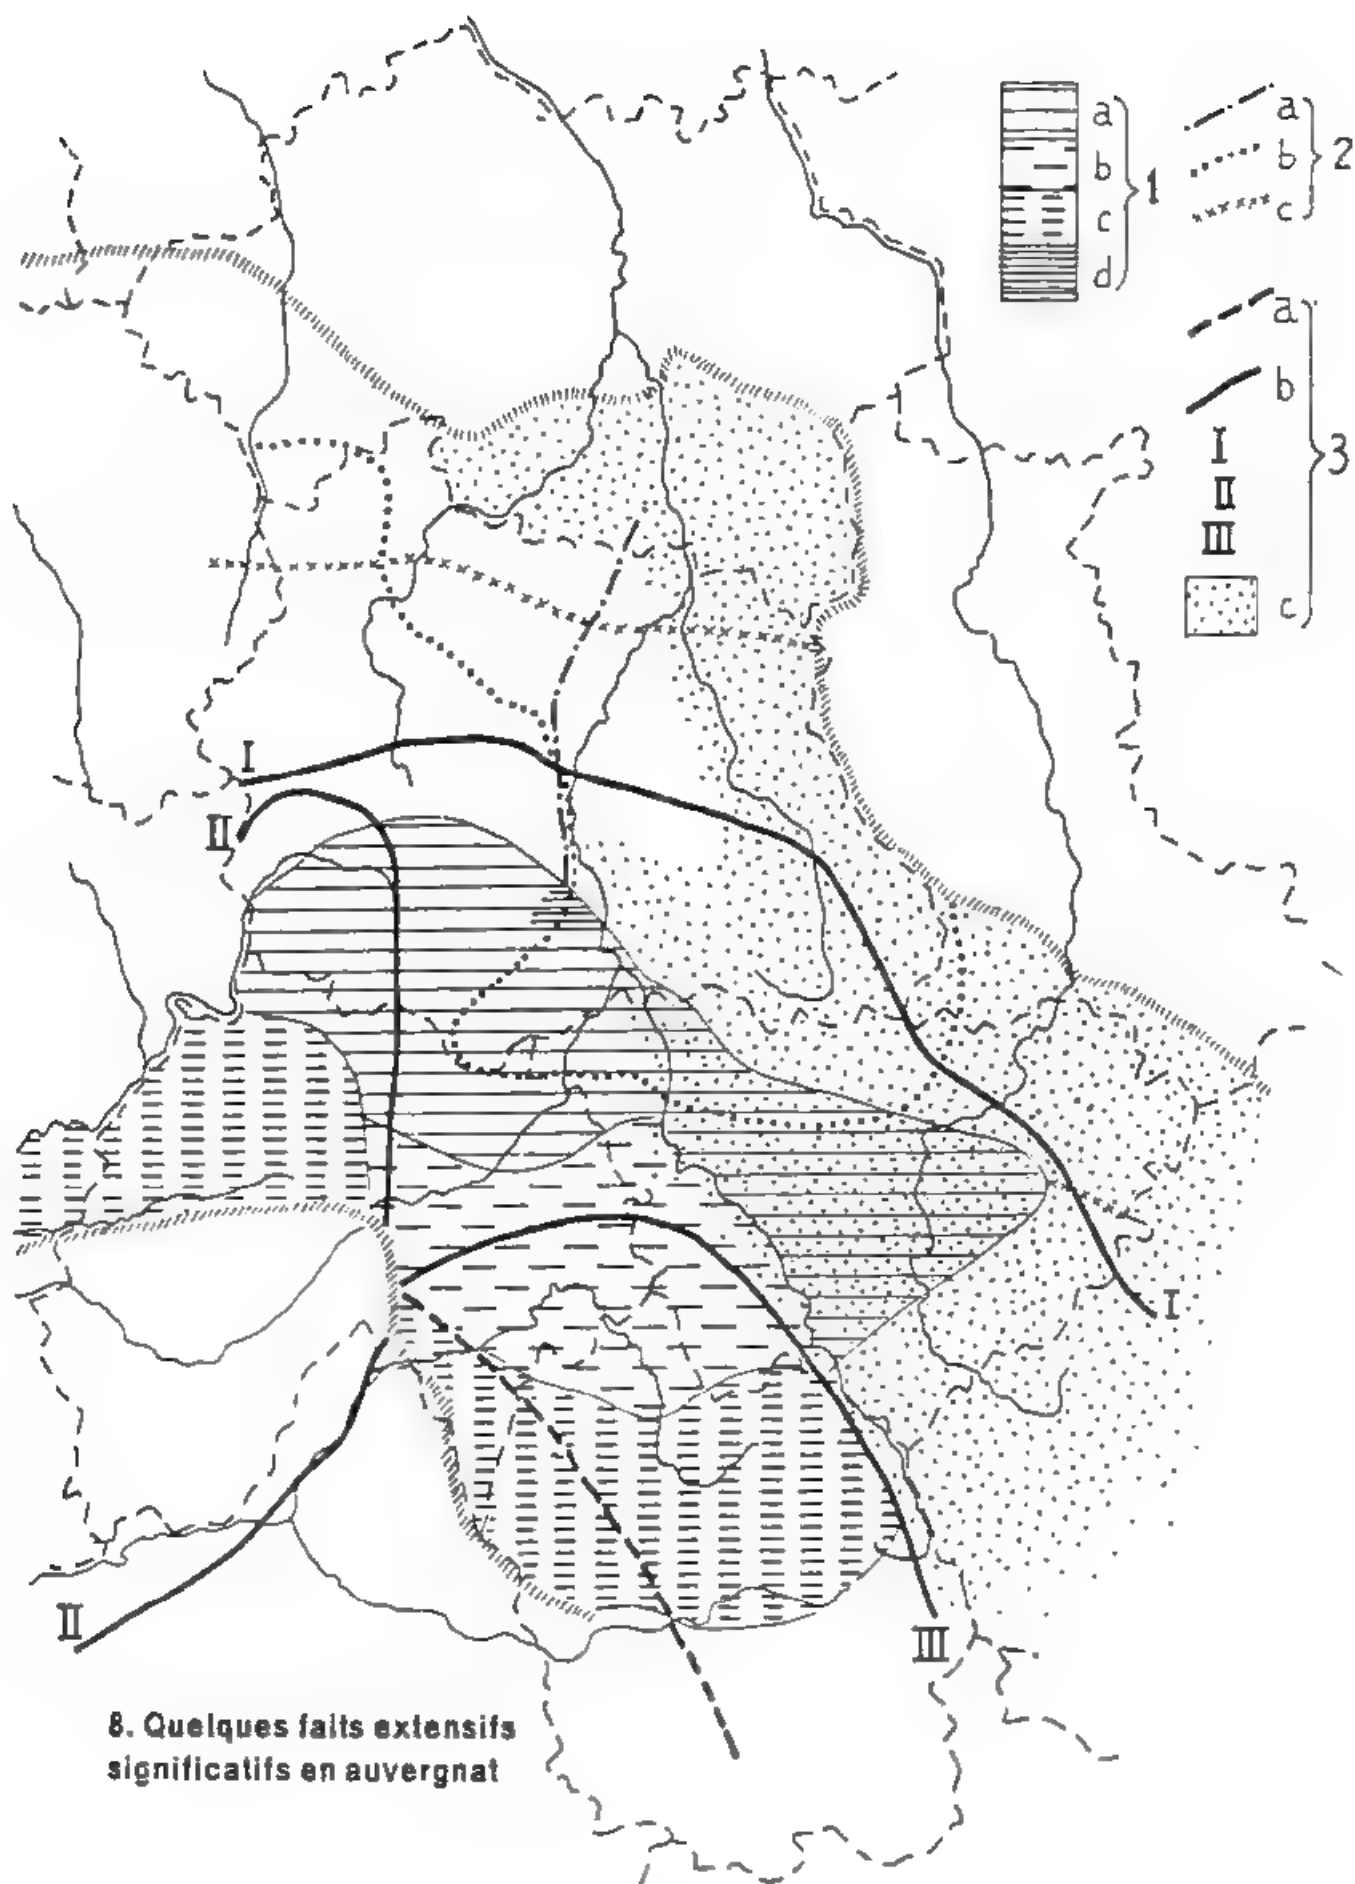 a
b
c
d
1
a
b
c
2
a
b
I
II
III
c
3
I
II
I
II
III
8. Quelques faits extensifs
significatifs en auvergnat